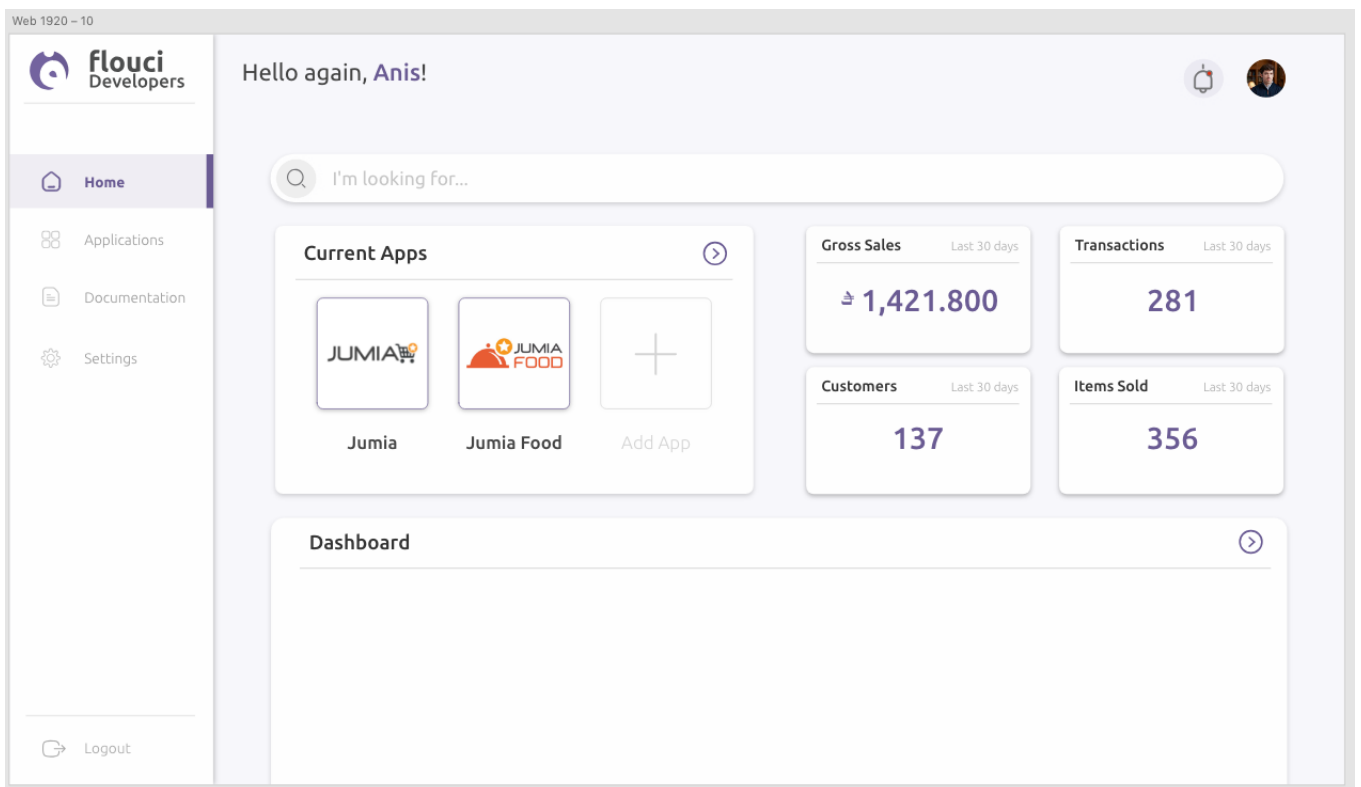 Web 1920 – 10
flouci
Developers
Hello again, Anis!
Home
Applications
Documentation
Settings
Logout
I'm looking for...
Current Apps
JUMIA
JUMIA
FOOD
Jumia
Jumia Food
Add App
Gross Sales
Last 30 days
1,421.800
Transactions
Last 30 days
281
Customers
Last 30 days
137
Items Sold
Last 30 days
356
Dashboard